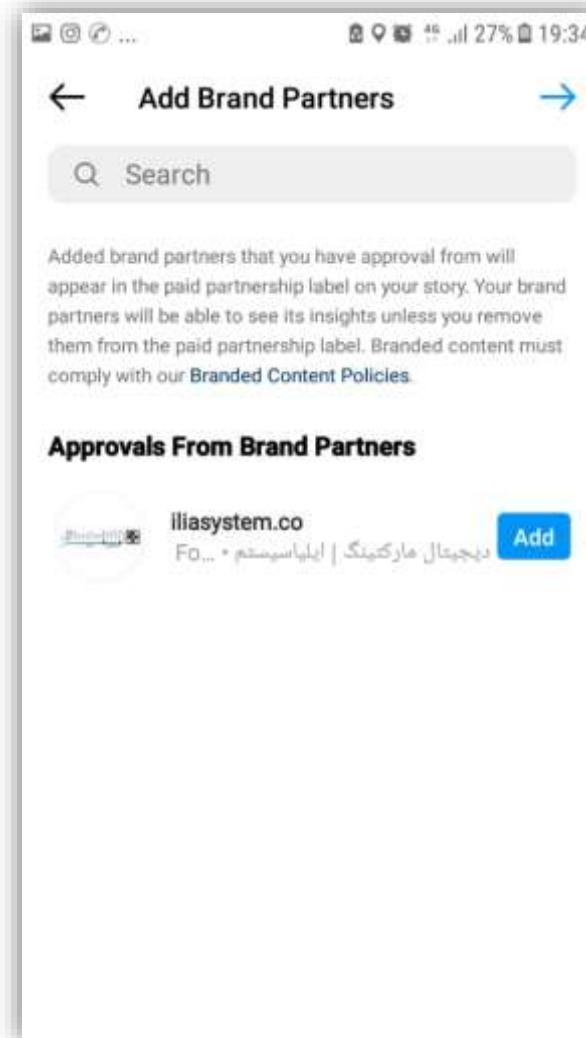 ... 4G 27% 19:34
Add Brand Partners
Search
Added brand partners that you have approval from will
appear in the paid partnership label on your story. Your brand
partners will be able to see its insights unless you remove
them from the paid partnership label. Branded content must
comply with our Branded Content Policies.
Approvals From Brand Partners
iliasystem.co
دیجیتال مارکتینگ | ایلیاسیستم • Fo...
Add